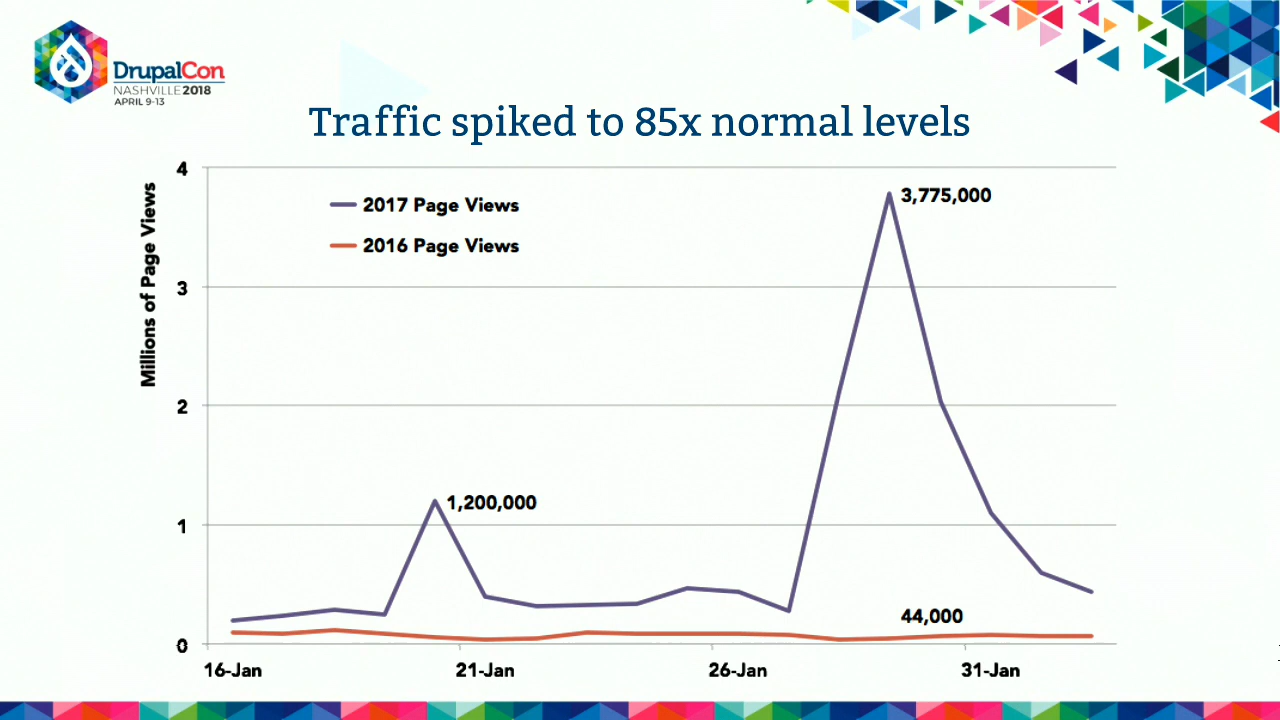 DrupalCon
NASHVILLE 2018
APRIL 9-13
Traffic spiked to 85x normal levels
Millions of Page Views
4
3
2
1
0
2017 Page Views
2016 Page Views
3,775,000
1,200,000
44,000
16-Jan
21-Jan
26-Jan
31-Jan